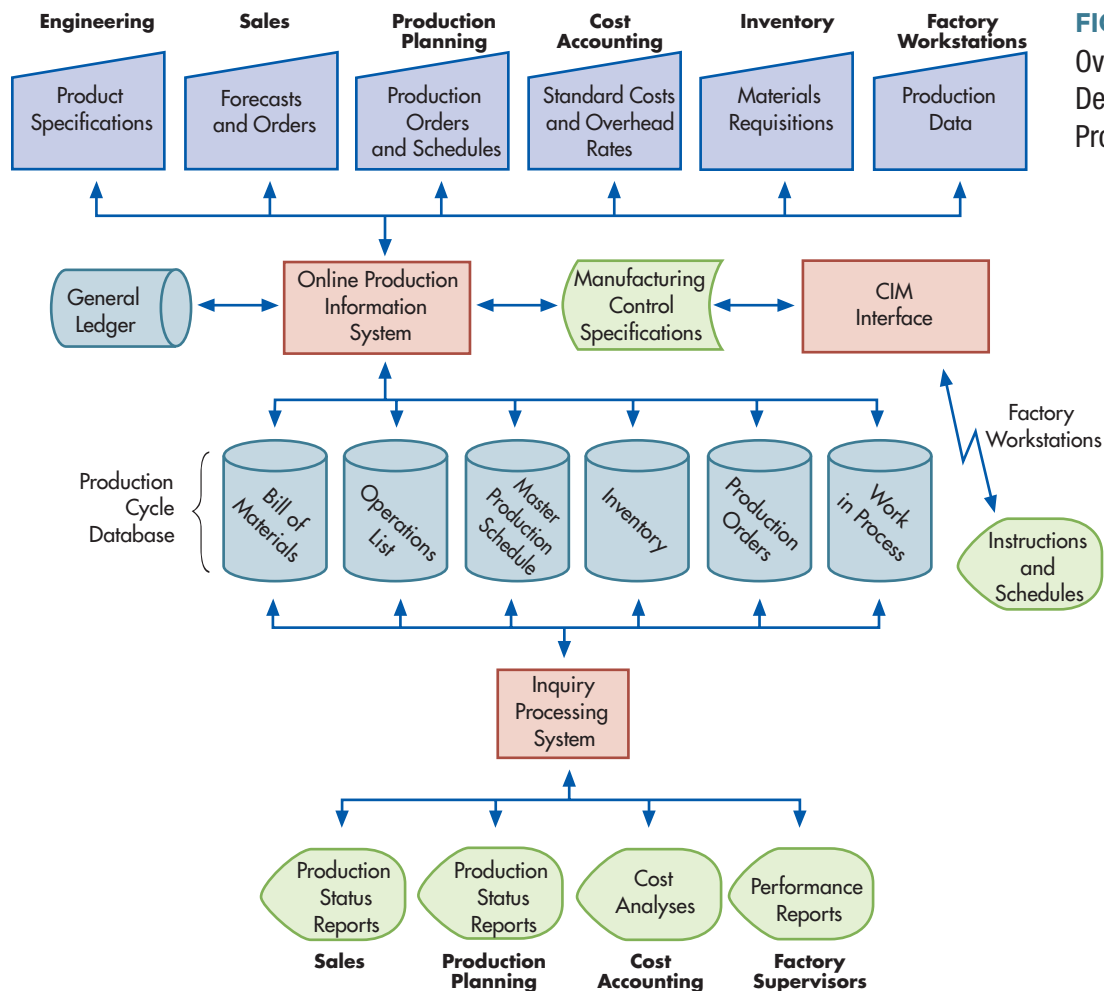 Engineering
Sales
Production
Planning
Cost
Accounting
Inventory
Factory
Workstations
Product
Specifications
Forecasts
and Orders
Production
Orders
and Schedules
Standard Costs
and Overhead
Rates
Materials
Requisitions
Production
Data
General
Ledger
Online Production
Information
System
Manufacturing
Control
Specifications
CIM
Interface
Factory
Workstations
Instructions
and
Schedules
Production
Cycle
Database
Bill of
Materials
Operations
List
Master
Production
Schedule
Inventory
Production
Orders
Work
in Process
Inquiry
Processing
System
Production
Status
Reports
Sales
Production
Status
Reports
Production
Planning
Cost
Analyses
Cost
Accounting
Performance
Reports
Factory
Supervisors